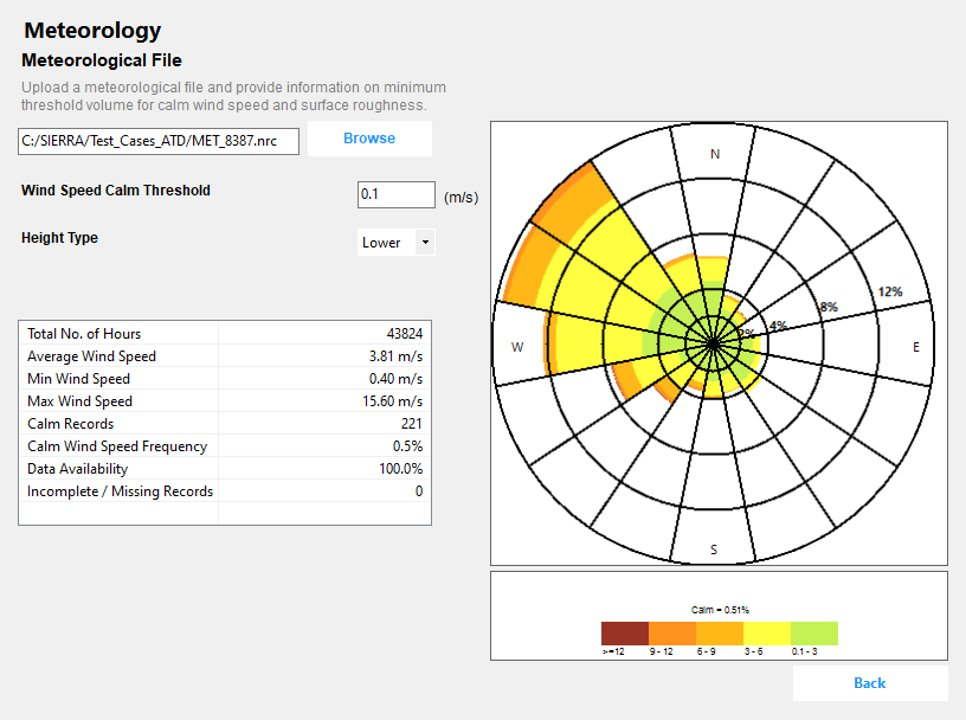 Meteorology
Meteorological File
Upload a meteorological file and provide information on minimum
threshold volume for calm wind speed and surface roughness.
C:/SIERRA/Test_Cases_ATD/MET_8387.nrc
Browse
Wind Speed Calm Threshold
0.1
(m/s)
Height Type
Lower
Total No. of Hours 43824
Average Wind Speed 3.81 m/s
Min Wind Speed 0.40 m/s
Max Wind Speed 15.60 m/s
Calm Records 221
Calm Wind Speed Frequency 0.5%
Data Availability 100.0%
Incomplete / Missing Records 0
N
12%
8%
4%
2%
W
E
S
Calm = 0.51%
>=12 9 - 12 6 - 9 3 - 6 0.1 - 3
Back